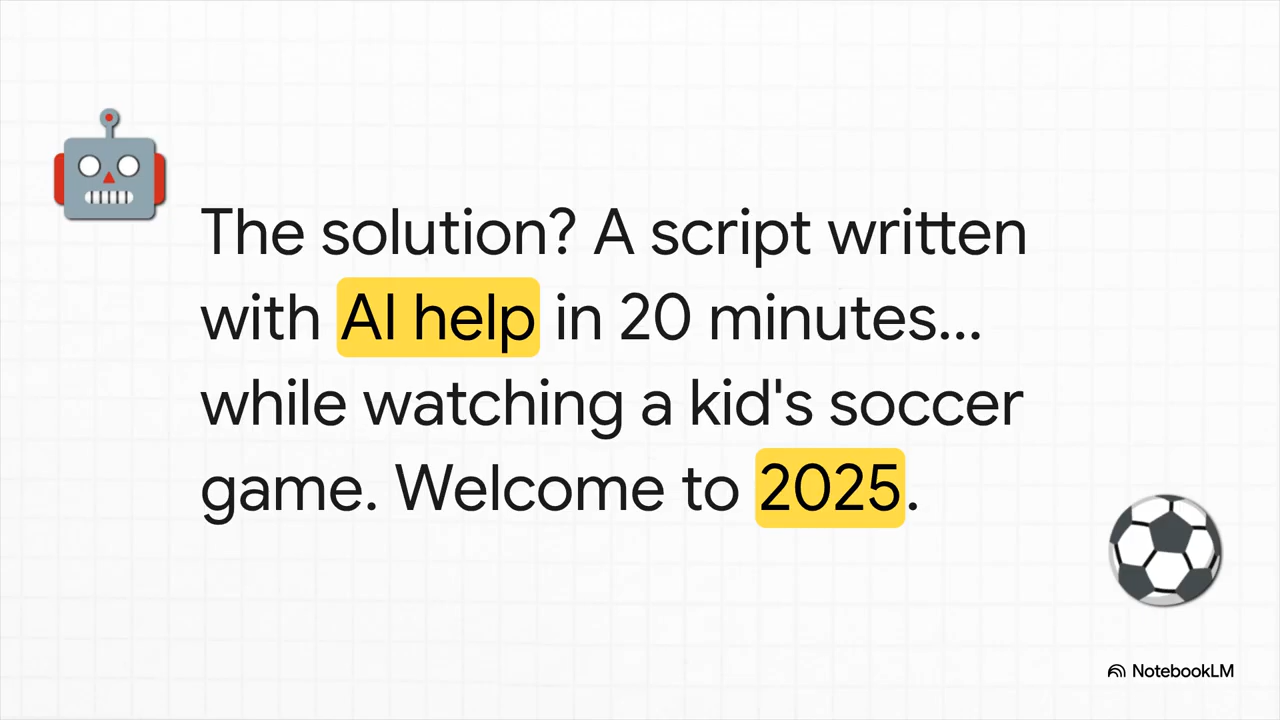 The solution? A script written
with AI help in 20 minutes...
while watching a kid's soccer
game. Welcome to 2025.
NotebookLM